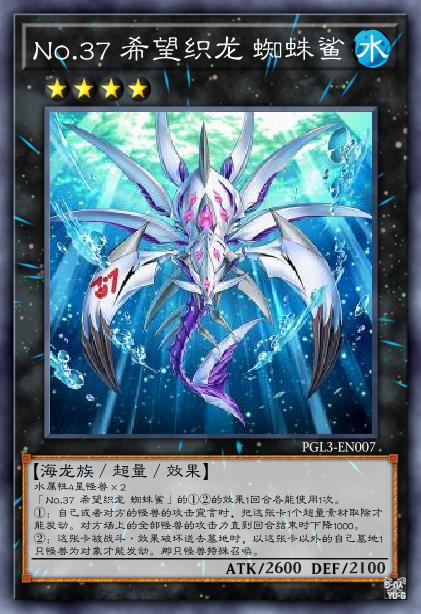 No.37 希望织龙 蜘蛛鲨 水
37
PGL3-EN007
【海龙族／超量／效果】
水属性4星怪兽×2
「No.37 希望织龙 蜘蛛鲨」的①②的效果1回合各能使用1次。
①：自己或者对方的怪兽的攻击宣言时，把这张卡1个超量素材取除才
能发动。对方场上的全部怪兽的攻击力直到回合结束时下降1000。
②：这张卡被战斗·效果破坏送去墓地时，以这张卡以外的自己墓地1
只怪兽为对象才能发动。那只怪兽特殊召唤。
ATK/2600 DEF/2100